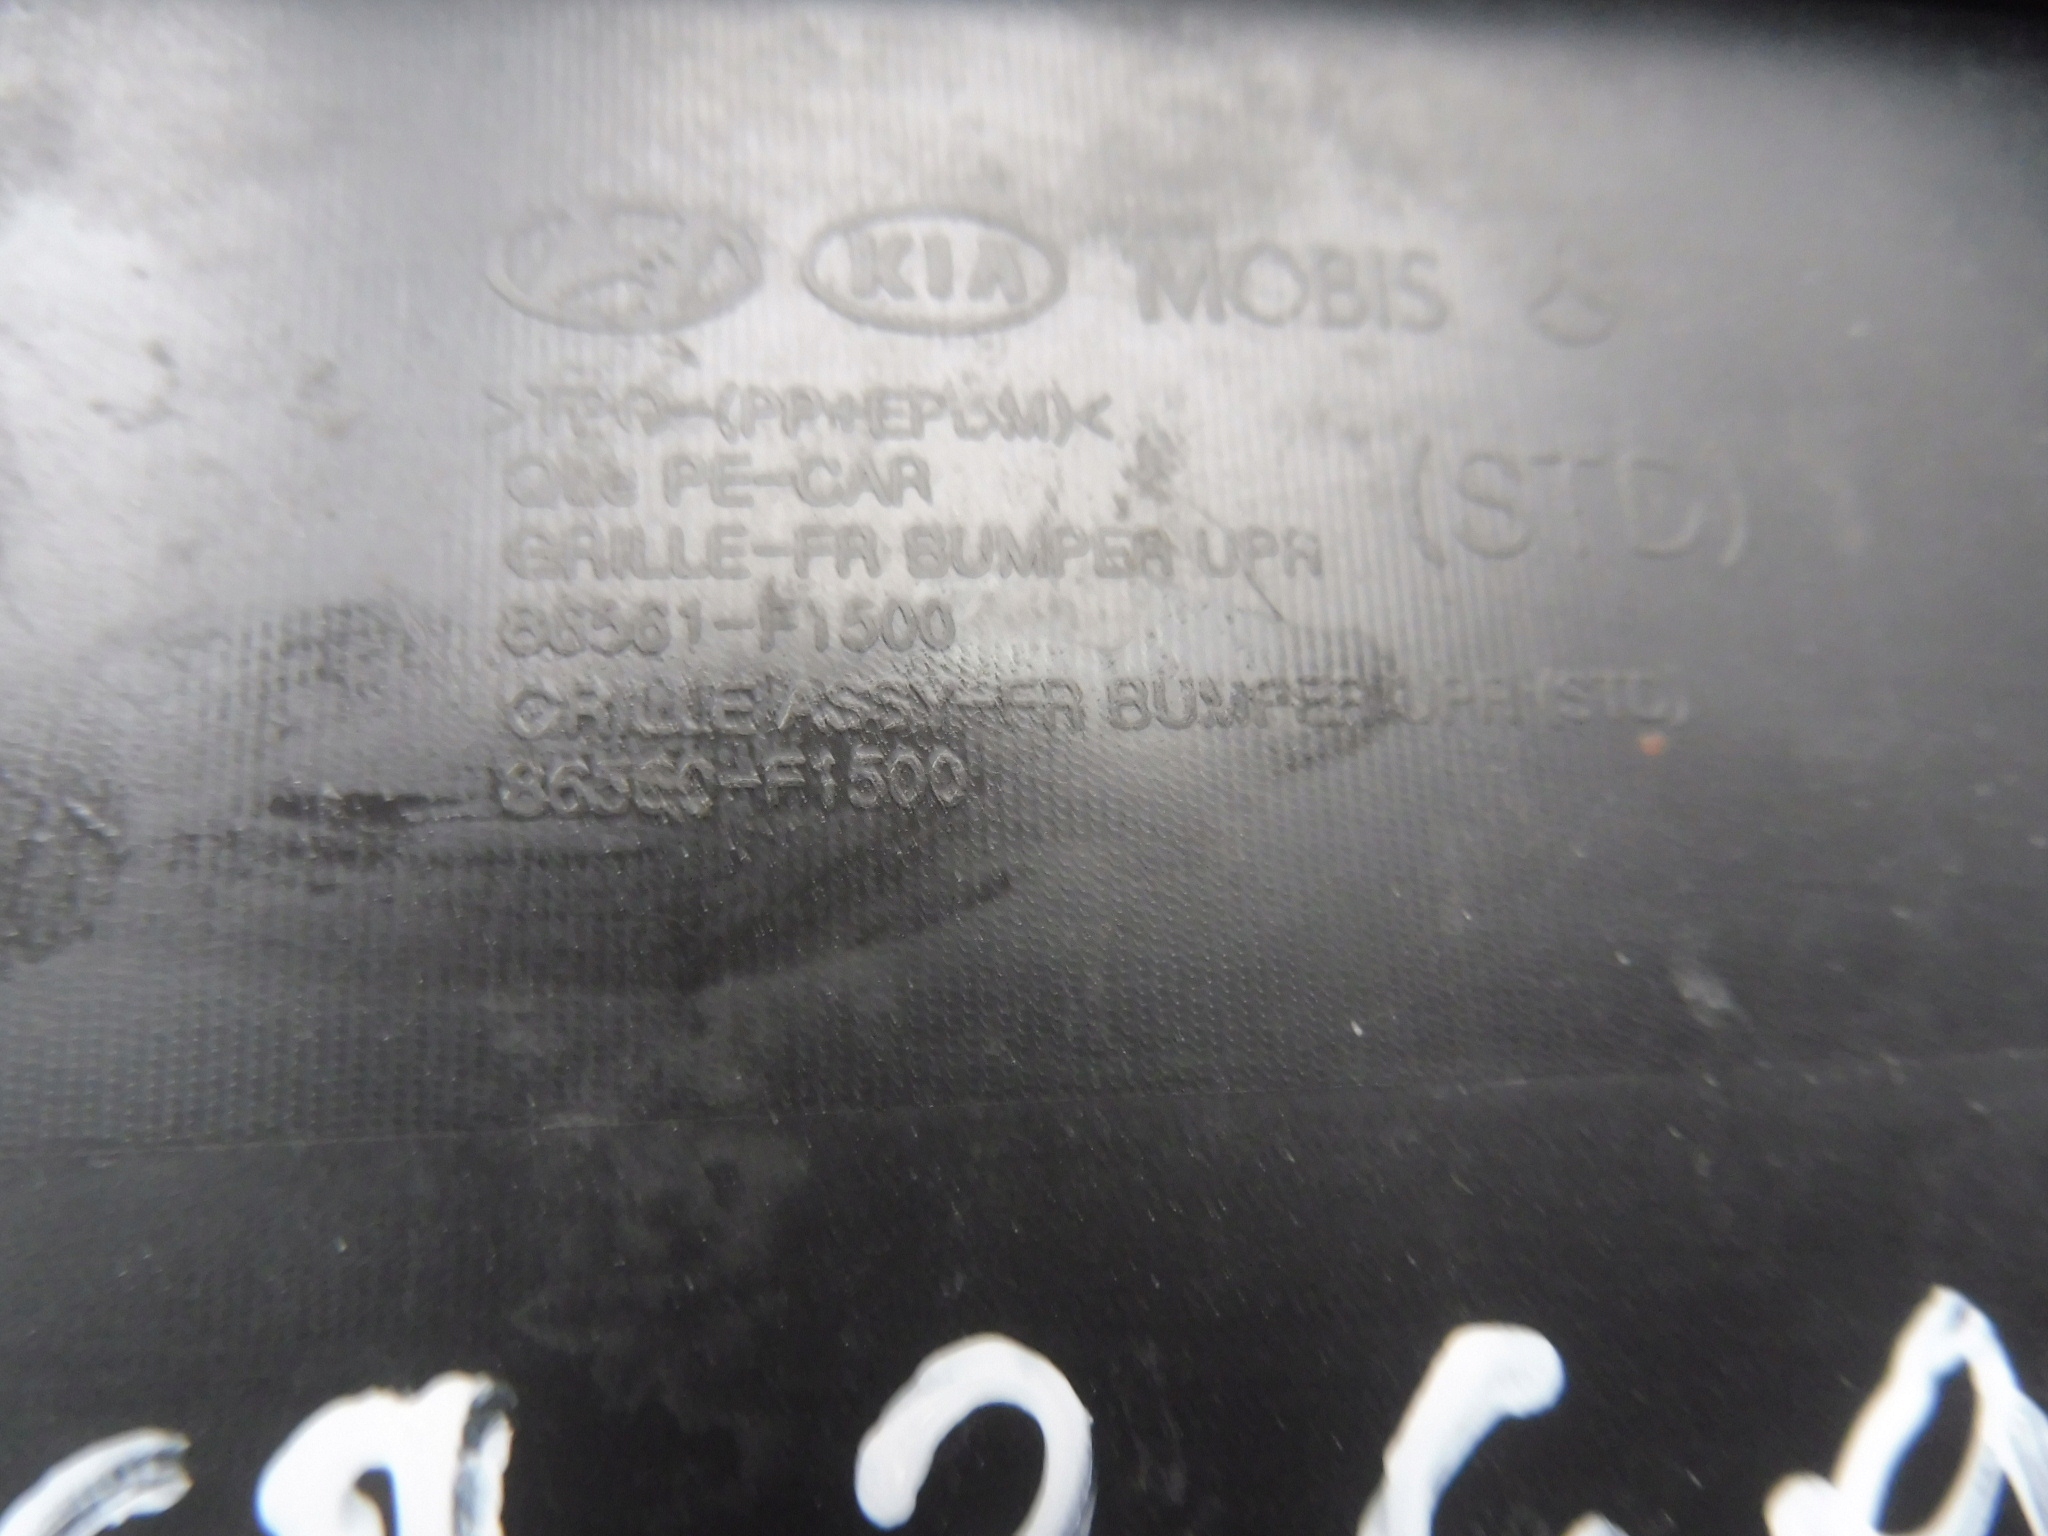 KIA MOBIS
>TPO-(PP+EPDM)<
PE-CAR
(STD)
GRILLE-FR BUMPER UPR
86561-F1500
GRILLE ASSY-FR BUMPER UPR(STD)
86560-F1500